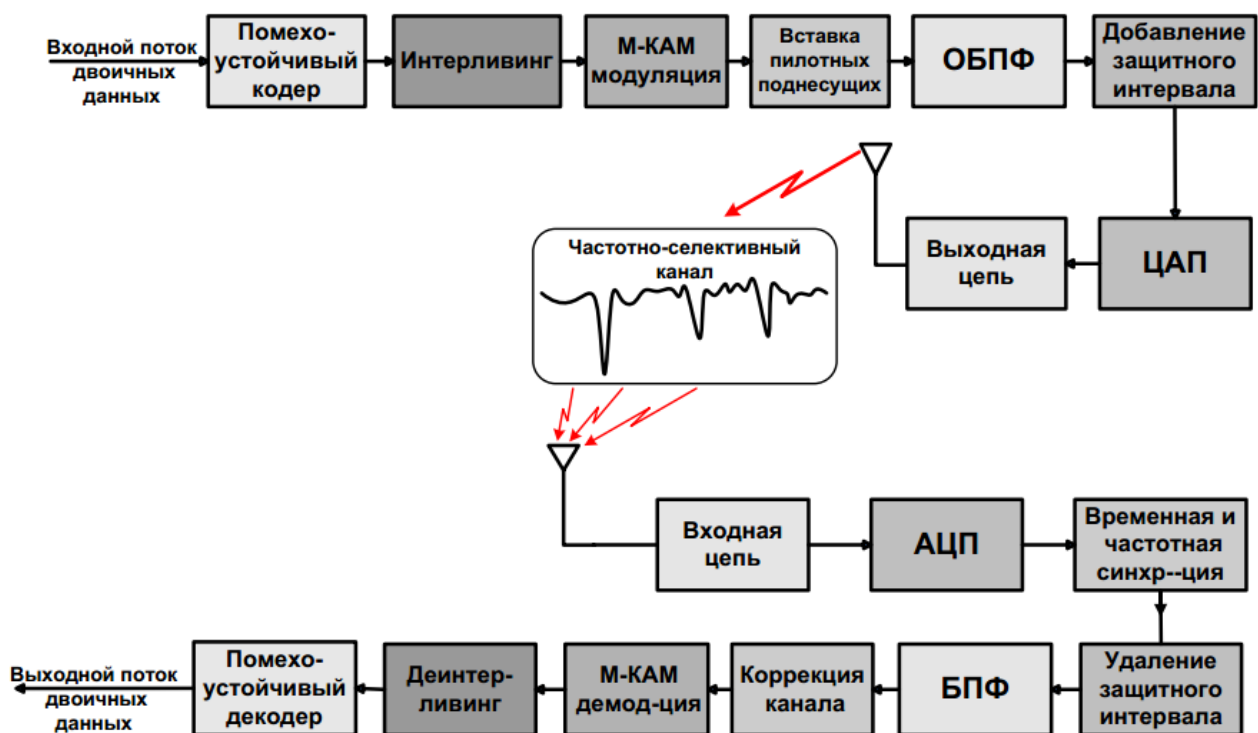 Входной поток
двоичных
данных
Помехо-
устойчивый
кодер
Интерливинг
М-КАМ
модуляция
Вставка
пилотных
поднесущих
ОБПФ
Добавление
защитного
интервала
Выходная
цепь
ЦАП
Частотно-селективный
канал
Входная
цепь
АЦП
Временная и
частотная
синхр--ция
Выходной поток
двоичных
данных
Помехо-
устойчивый
декодер
Деинтер-
ливинг
М-КАМ
демод-ция
Коррекция
канала
БПФ
Удаление
защитного
интервала